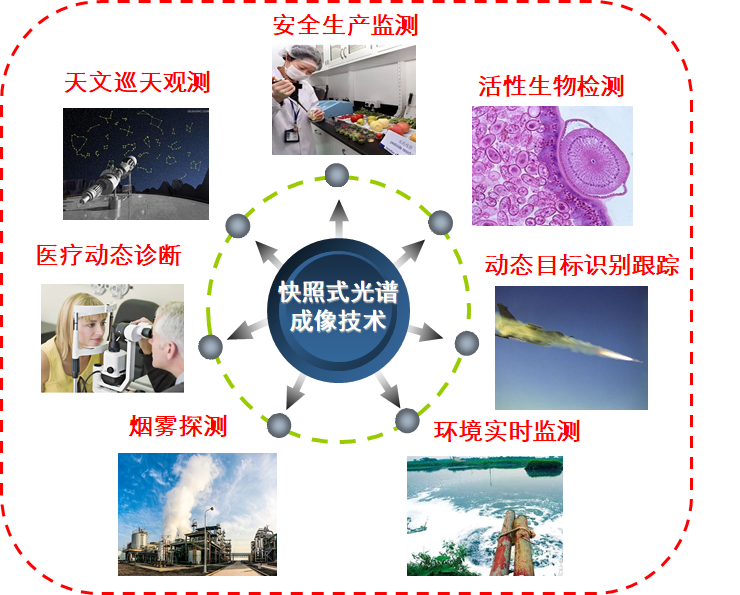 安全生产监测
天文巡天观测
活性生物检测
医疗动态诊断
动态目标识别跟踪
快照式光谱
成像技术
烟雾探测
环境实时监测